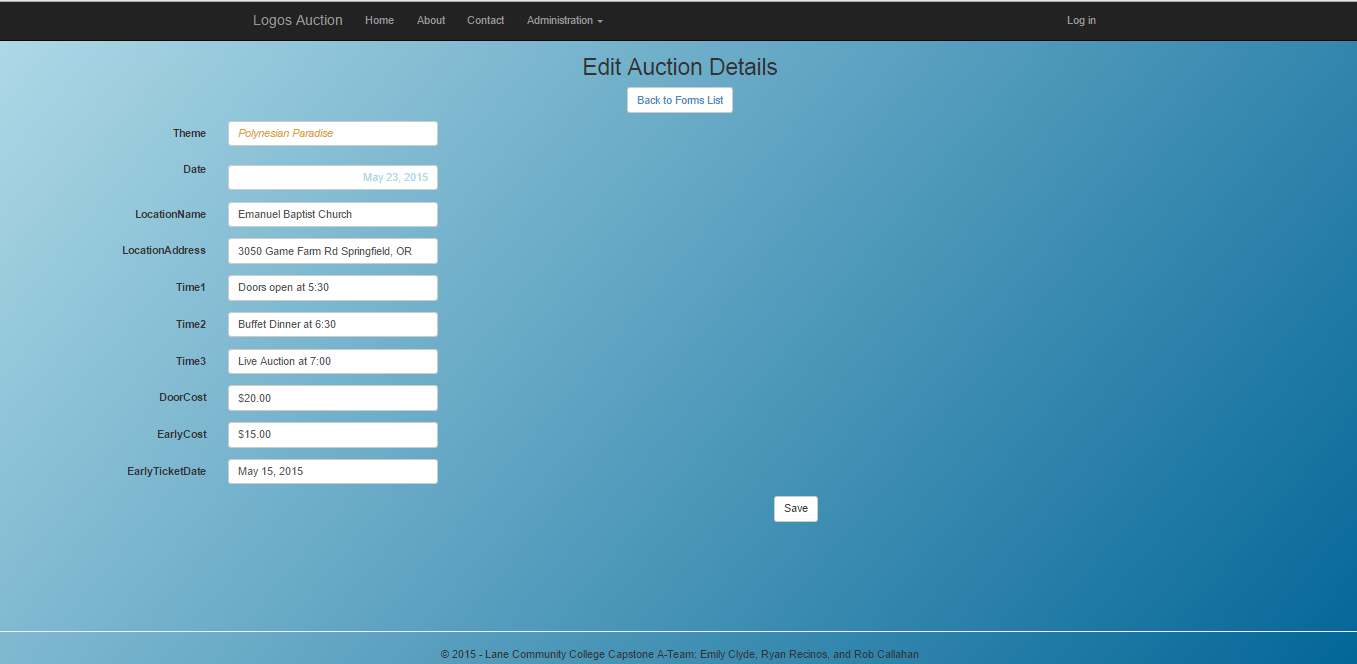 Logos Auction Home About Contact Administration Log in
Edit Auction Details
Back to Forms List
Theme Polynesian Paradise
Date May 23, 2015
LocationName Emanuel Baptist Church
LocationAddress 3050 Game Farm Rd Springfield, OR
Time1 Doors open at 5:30
Time2 Buffet Dinner at 6:30
Time3 Live Auction at 7:00
DoorCost $20.00
EarlyCost $15.00
EarlyTicketDate May 15, 2015
Save
© 2015 - Lane Community College Capstone A-Team: Emily Clyde, Ryan Recinos, and Rob Callahan